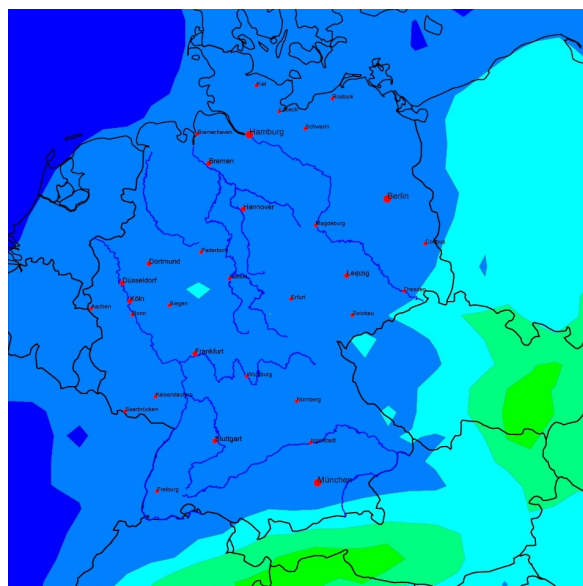 Kiel
Rostock
Lübeck
Schwerin
Bremerhaven
Hamburg
Bremen
Berlin
Hannover
Magdeburg
Cottbus
Paderborn
Dortmund
Kassel
Leipzig
Düsseldorf
Dresden
Köln
Erfurt
Aachen
Siegen
Bonn
Zwickau
Frankfurt
Würzburg
Kaiserslautern
Nürnberg
Saarbrücken
Stuttgart
Ingolstadt
München
Freiburg